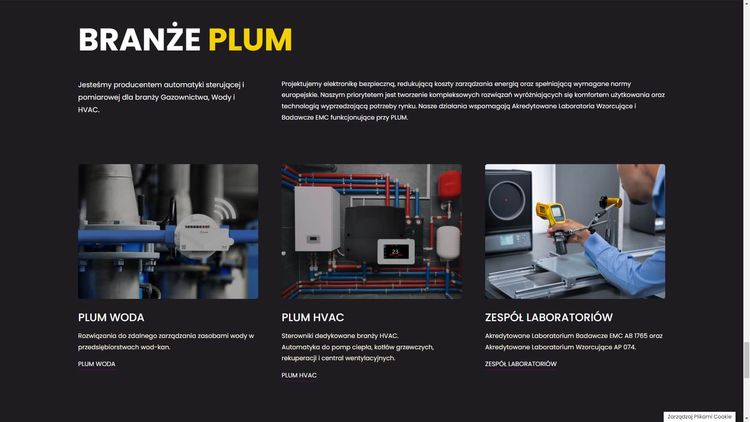 BRANŻE PLUM
Jesteśmy producentem automatyki sterującej i
pomiarowej dla branży Gazownictwa, Wody i
HVAC.
Projektujemy elektronikę bezpieczną, redukującą koszty zarządzania energią oraz spełniającą wymagane normy
europejskie. Naszym priorytetem jest tworzenie kompleksowych rozwiązań wyróżniających się komfortem użytkowania oraz
technologią wyprzedzającą potrzeby rynku. Nasze działania wspomagają Akredytowane Laboratoria Wzorcujące i
Badawcze EMC funkcjonujące przy PLUM.
23
PLUM WODA
Rozwiązania do zdalnego zarządzania zasobami wody w
przedsiębiorstwach wod-kan.
PLUM WODA
PLUM HVAC
Sterowniki dedykowane branży HVAC.
Automatyka do pomp ciepła, kotłów grzewczych,
rekuperacji i central wentylacyjnych.
PLUM HVAC
ZESPÓŁ LABORATORIÓW
Akredytowane Laboratorium Badawcze EMC AB 1765 oraz
Akredytowane Laboratorium Wzorcujące AP 074.
ZESPÓŁ LABORATORIÓW
Zarządzaj Plikami Cookie